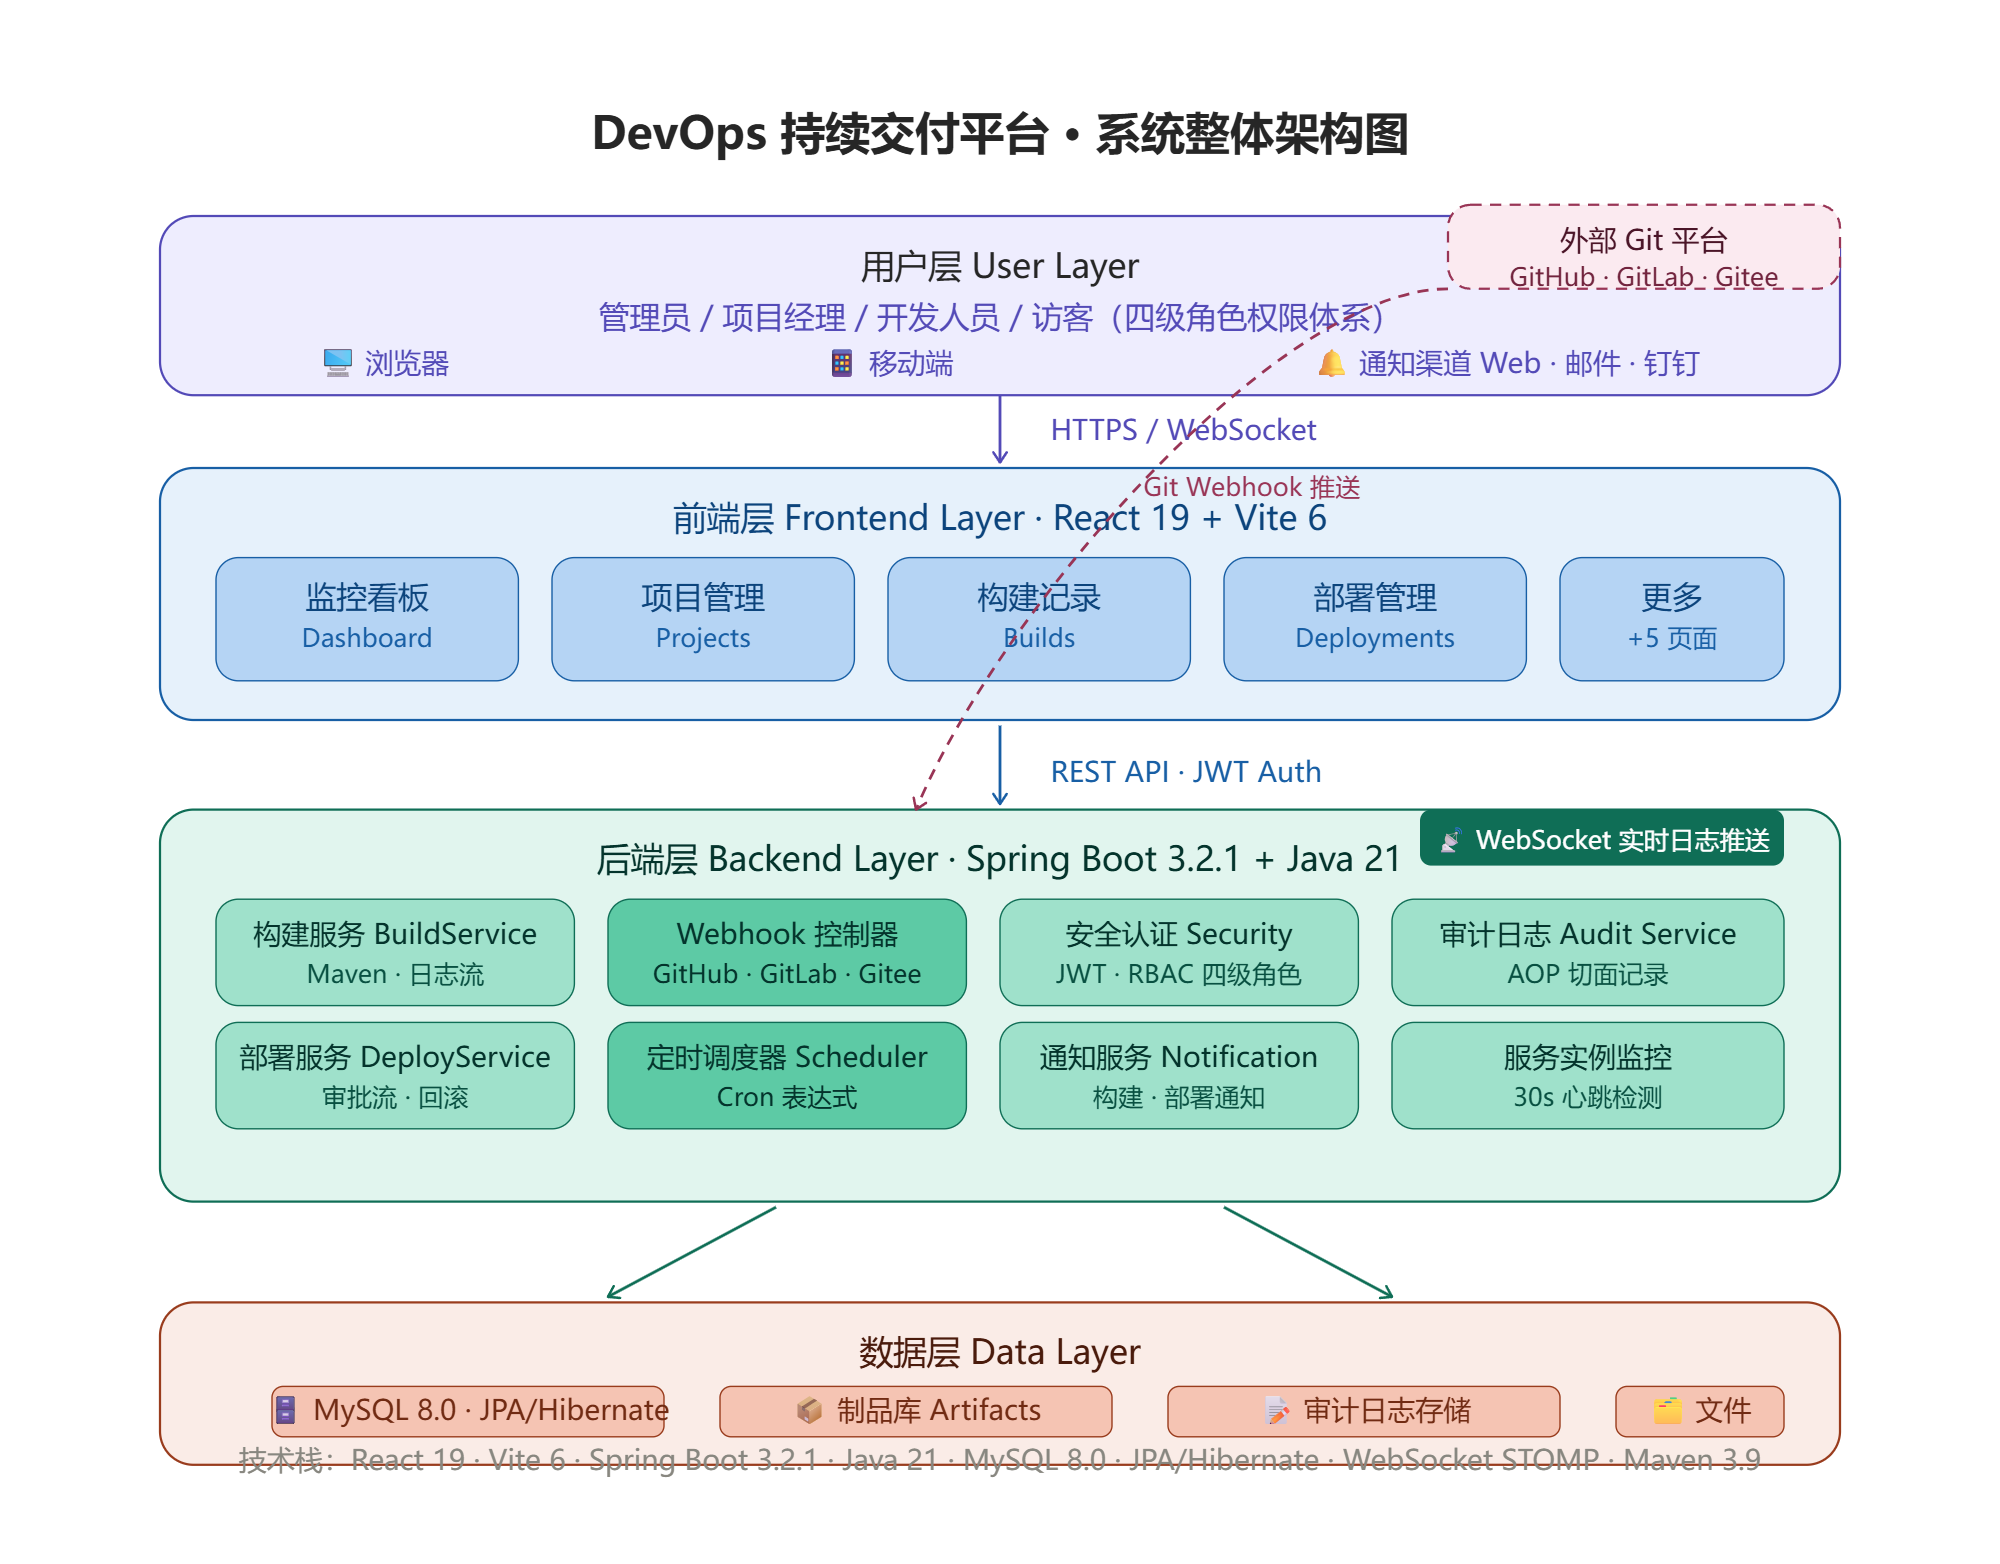 DevOps 持续交付平台 • 系统整体架构图
外部 Git 平台
GitHub · GitLab · Gitee
用户层 User Layer
管理员 / 项目经理 / 开发人员 / 访客（四级角色权限体系）
浏览器
移动端
通知渠道 Web · 邮件 · 钉钉
HTTPS / WebSocket
Git Webhook 推送
前端层 Frontend Layer · React 19 + Vite 6
监控看板
Dashboard
项目管理
Projects
构建记录
Builds
部署管理
Deployments
更多
+5 页面
REST API · JWT Auth
WebSocket 实时日志推送
后端层 Backend Layer · Spring Boot 3.2.1 + Java 21
构建服务 BuildService
Maven · 日志流
Webhook 控制器
GitHub · GitLab · Gitee
安全认证 Security
JWT · RBAC 四级角色
审计日志 Audit Service
AOP 切面记录
部署服务 DeployService
审批流 · 回滚
定时调度器 Scheduler
Cron 表达式
通知服务 Notification
构建 · 部署通知
服务实例监控
30s 心跳检测
数据层 Data Layer
MySQL 8.0 · JPA/Hibernate
制品库 Artifacts
审计日志存储
文件
技术栈：React 19 · Vite 6 · Spring Boot 3.2.1 · Java 21 · MySQL 8.0 · JPA/Hibernate · WebSocket STOMP · Maven 3.9